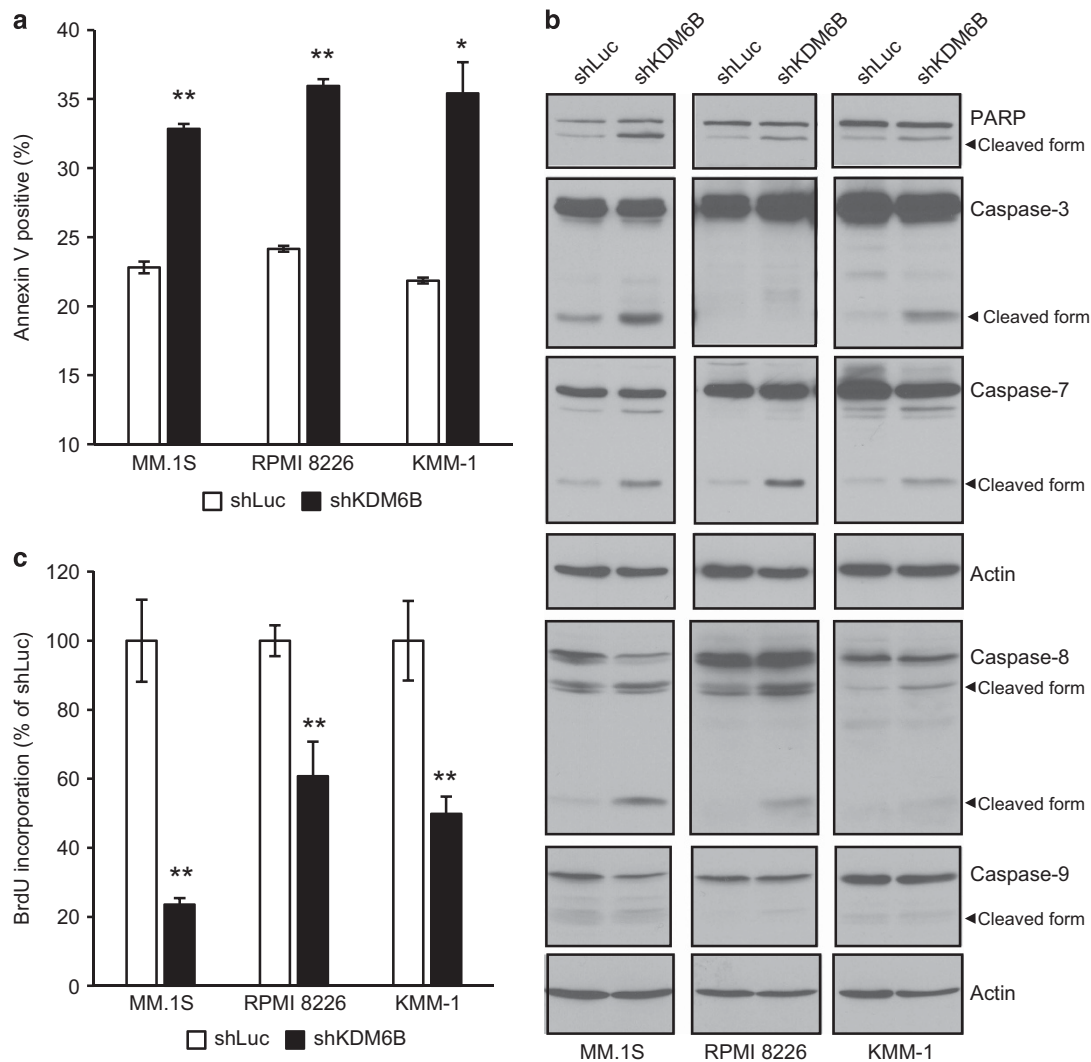 a
40
35
30
25
20
15
10
Annexin V positive (%)
** ** *
MM.1S RPMI 8226 KMM-1
shLuc shKDM6B
b
shLuc shKDM6B shLuc shKDM6B shLuc shKDM6B
PARP
◄Cleaved form
Caspase-3
◄Cleaved form
Caspase-7
◄Cleaved form
Actin
Caspase-8
◄Cleaved form
◄Cleaved form
Caspase-9
◄Cleaved form
Actin
MM.1S RPMI 8226 KMM-1
c
120
100
80
60
40
20
0
BrdU incorporation (% of shLuc)
** ** **
MM.1S RPMI 8226 KMM-1
shLuc shKDM6B